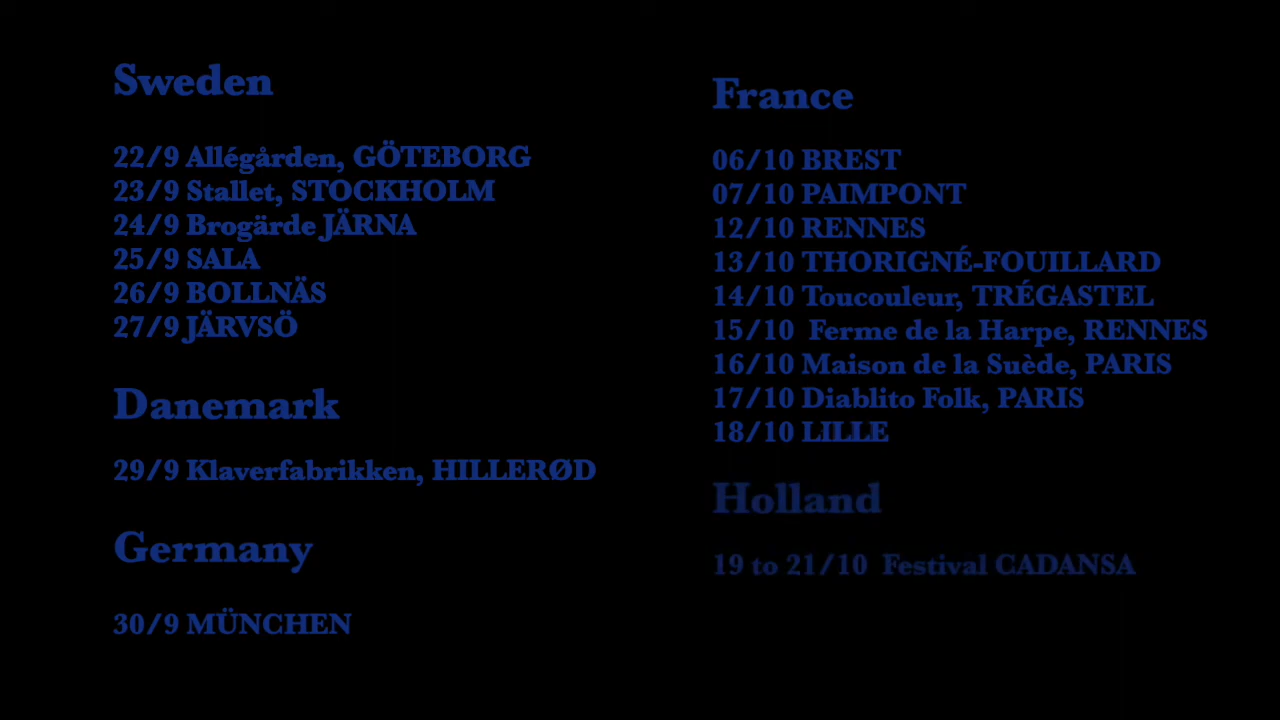 Sweden
22/9 Allégården, GÖTEBORG
23/9 Stallet, STOCKHOLM
24/9 Brogärde JÄRNA
25/9 SALA
26/9 BOLLNÄS
27/9 JÄRVSÖ
Danemark
29/9 Klaverfabrikken, HILLERØD
Germany
30/9 MÜNCHEN
France
06/10 BREST
07/10 PAIMPONT
12/10 RENNES
13/10 THORIGNÉ-FOUILLARD
14/10 Toucouleur, TRÉGASTEL
15/10 Ferme de la Harpe, RENNES
16/10 Maison de la Suède, PARIS
17/10 Diablito Folk, PARIS
18/10 LILLE
Holland
19 to 21/10 Festival CADANSA